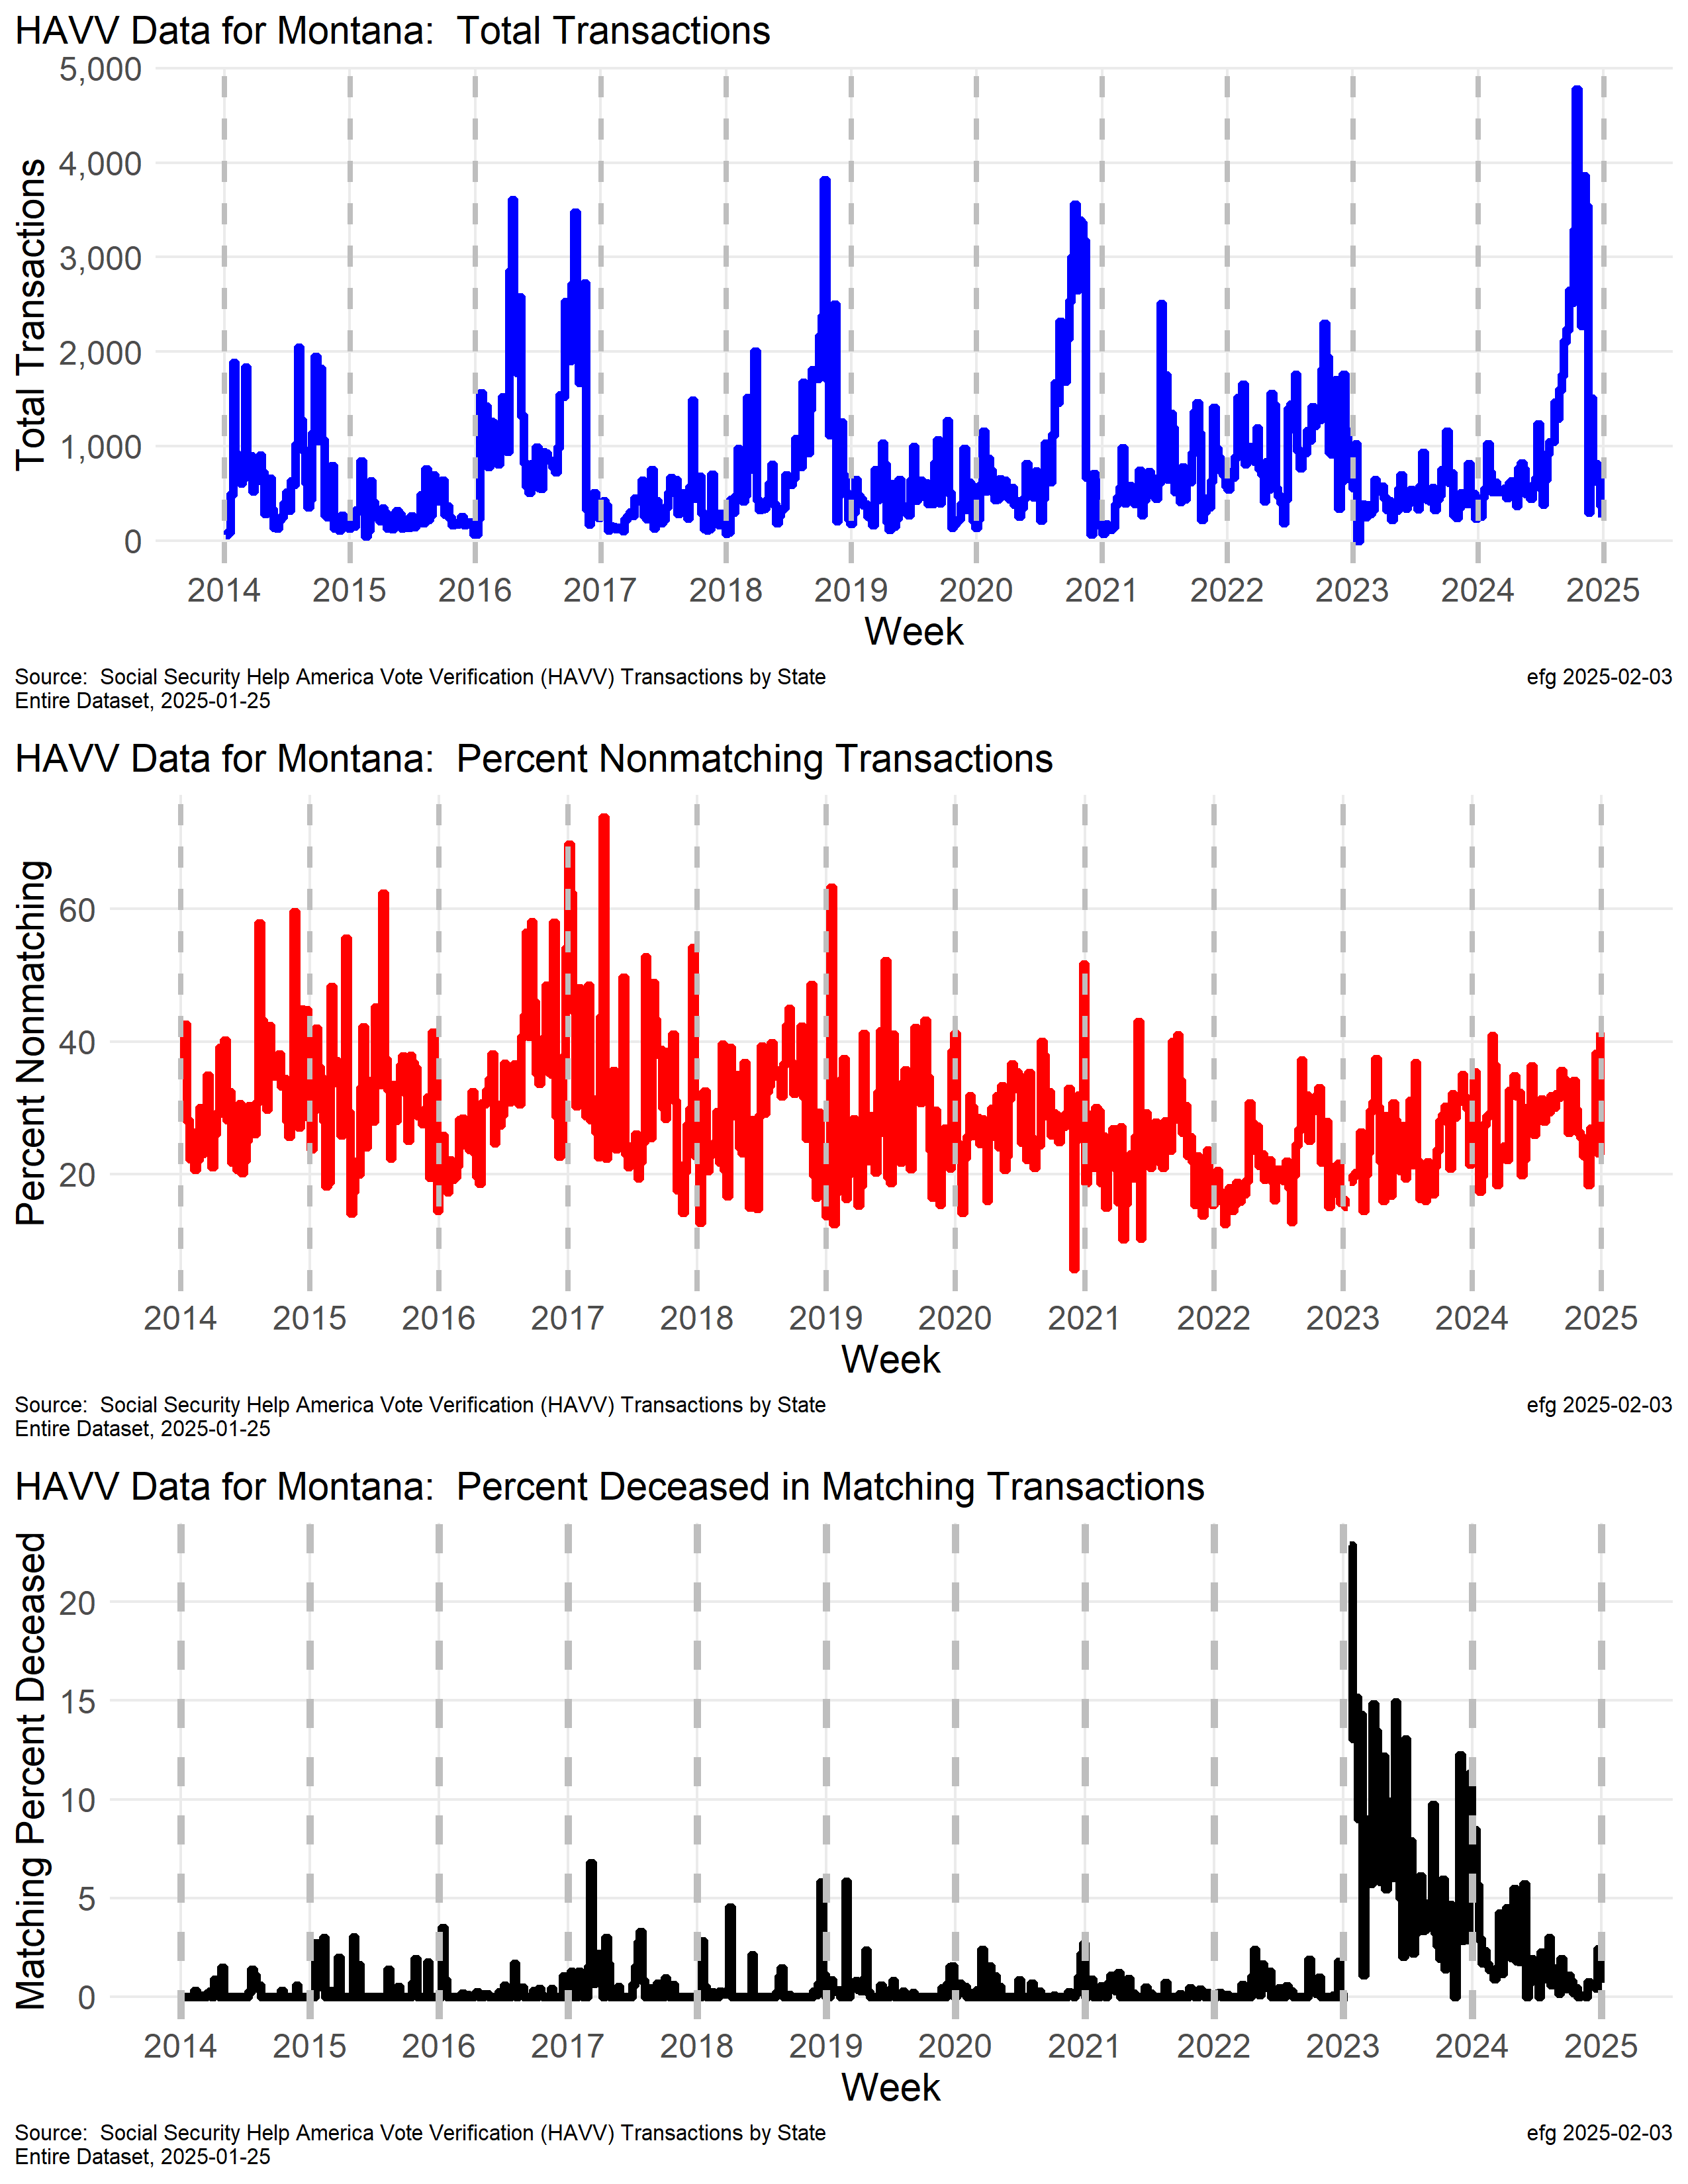 HAVV Data for Montana:  Total Transactions
Total Transactions
5,000
4,000
3,000
2,000
1,000
0
2014 2015 2016 2017 2018 2019 2020 2021 2022 2023 2024 2025
Week
Source:  Social Security Help America Vote Verification (HAVV) Transactions by State
Entire Dataset, 2025-01-25
efg 2025-02-03
HAVV Data for Montana:  Percent Nonmatching Transactions
Percent Nonmatching
60
40
20
2014 2015 2016 2017 2018 2019 2020 2021 2022 2023 2024 2025
Week
Source:  Social Security Help America Vote Verification (HAVV) Transactions by State
Entire Dataset, 2025-01-25
efg 2025-02-03
HAVV Data for Montana:  Percent Deceased in Matching Transactions
Matching Percent Deceased
20
15
10
5
0
2014 2015 2016 2017 2018 2019 2020 2021 2022 2023 2024 2025
Week
Source:  Social Security Help America Vote Verification (HAVV) Transactions by State
Entire Dataset, 2025-01-25
efg 2025-02-03